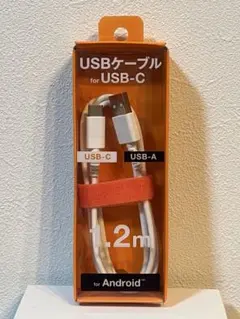 USBケーブル
for USB-C
USB-C
USB-A
1.2m
for Android™